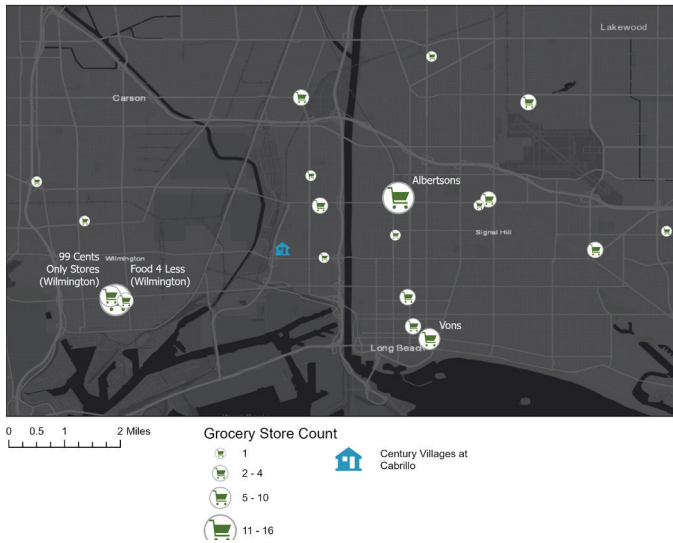 Lakewood
Carson
Albertsons
Signal Hill
99 Cents
Only Stores
(Wilmington)
Wilmington
Food 4 Less
(Wilmington)
Vons
Long Beach
0 0.5 1 2 Miles
Grocery Store Count
1
2 - 4
5 - 10
11 - 16
Century Villages at
Cabrillo